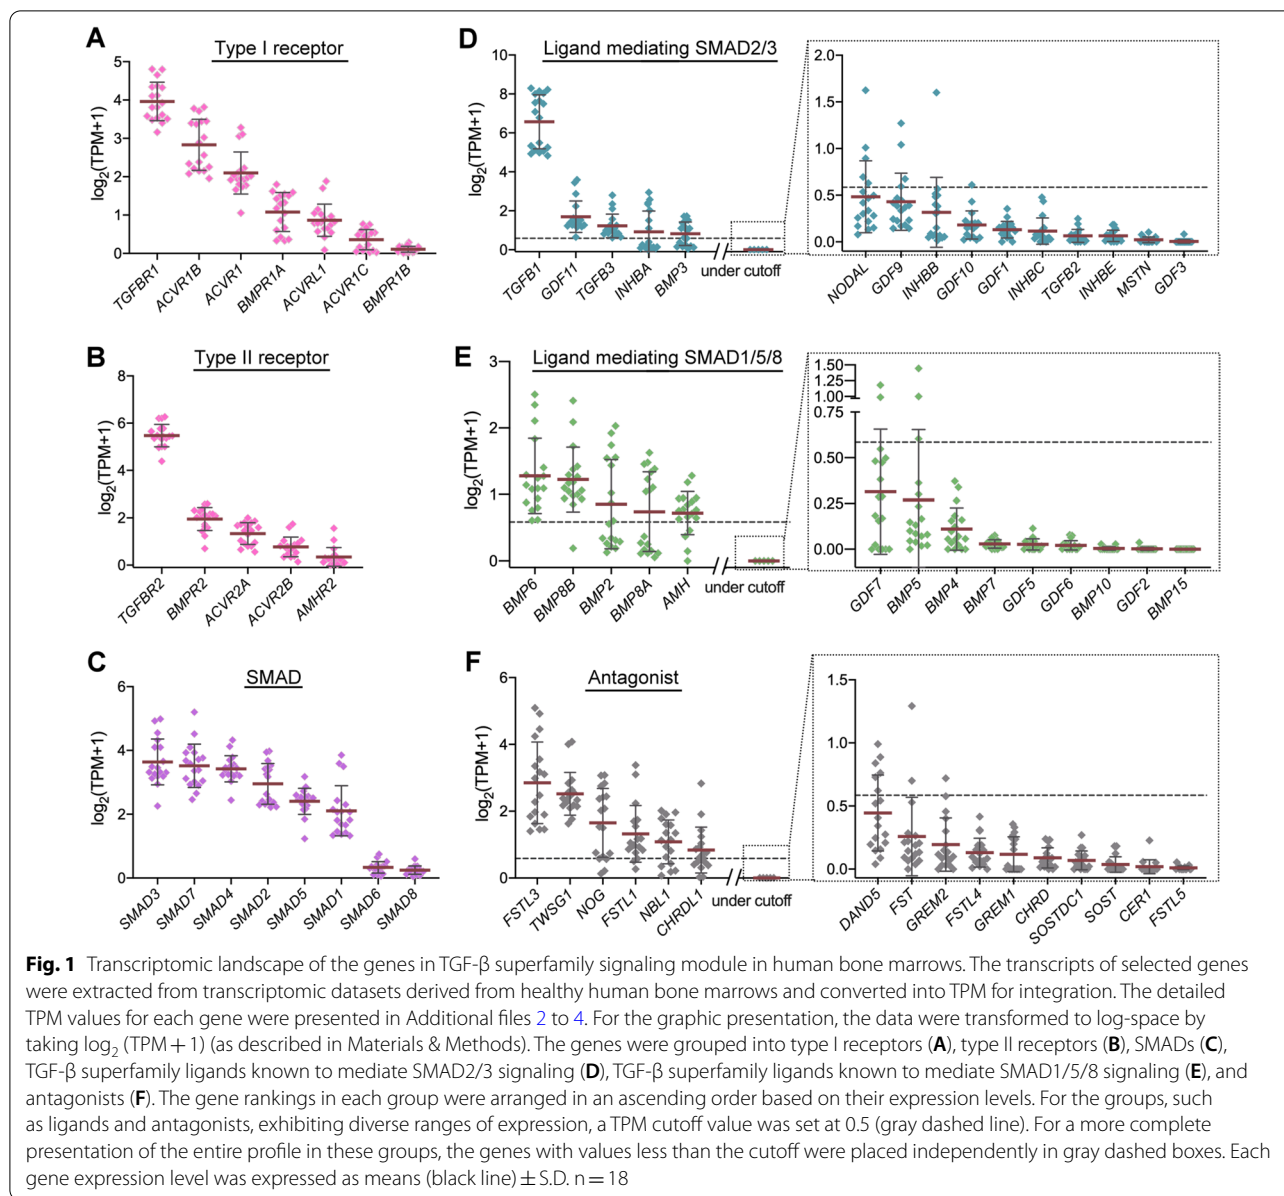 A
Type I receptor
log2(TPM+1)
5
4
3
2
1
0
TGFBR1
ACVR1B
ACVR1
BMPR1A
ACVRL1
ACVR1C
BMPR1B
B
Type II receptor
log2(TPM+1)
8
6
4
2
0
TGFBR2
BMPR2
ACVR2A
ACVR2B
AMHR2
C
SMAD
log2(TPM+1)
6
4
2
0
SMAD3
SMAD7
SMAD4
SMAD2
SMAD5
SMAD1
SMAD6
SMAD8
D
Ligand mediating SMAD2/3
log2(TPM+1)
10
8
6
4
2
0
TGFB1
GDF11
TGFB3
INHBA
BMP3
under cutoff
2.0
1.5
1.0
0.5
0.0
NODAL
GDF9
INHBB
GDF10
GDF1
INHBC
TGFB2
INHBE
MSTN
GDF3
E
Ligand mediating SMAD1/5/8
log2(TPM+1)
3
2
1
0
BMP6
BMP8B
BMP2
BMP8A
AMH
under cutoff
1.50
1.25
1.00
0.75
0.50
0.25
0.00
GDF7
BMP5
BMP4
BMP7
GDF5
GDF6
BMP10
GDF2
BMP15
F
Antagonist
log2(TPM+1)
6
4
2
0
FSTL3
TWSG1
NOG
FSTL1
NBL1
CHRDL1
under cutoff
1.5
1.0
0.5
0.0
DAND5
FST
GREM2
FSTL4
GREM1
CHRD
SOSTDC1
SOST
CER1
FSTL5
Fig. 1 Transcriptomic landscape of the genes in TGF-β superfamily signaling module in human bone marrows. The transcripts of selected genes
were extracted from transcriptomic datasets derived from healthy human bone marrows and converted into TPM for integration. The detailed
TPM values for each gene were presented in Additional files 2 to 4. For the graphic presentation, the data were transformed to log-space by
taking log2 (TPM + 1) (as described in Materials & Methods). The genes were grouped into type I receptors (A), type II receptors (B), SMADs (C),
TGF-β superfamily ligands known to mediate SMAD2/3 signaling (D), TGF-β superfamily ligands known to mediate SMAD1/5/8 signaling (E), and
antagonists (F). The gene rankings in each group were arranged in an ascending order based on their expression levels. For the groups, such
as ligands and antagonists, exhibiting diverse ranges of expression, a TPM cutoff value was set at 0.5 (gray dashed line). For a more complete
presentation of the entire profile in these groups, the genes with values less than the cutoff were placed independently in gray dashed boxes. Each
gene expression level was expressed as means (black line) ± S.D. n = 18